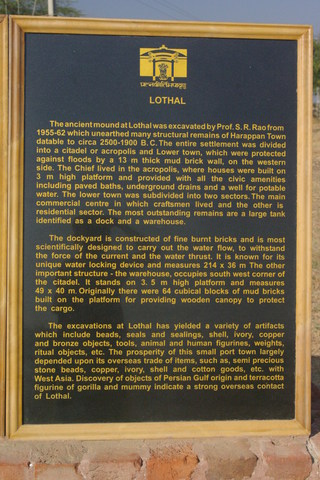 LOTHAL
The ancient mound at Lothal was excavated by Prof. S. R. Rao from
1955-62 which unearthed many structural remains of Harappan Town
datable to circa 2500-1900 B. C. The entire settlement was divided
into a citadel or acropolis and Lower town, which were protected
against floods by a 13 m thick mud brick wall, on the western
side. The Chief lived in the acropolis, where houses were built on
3 m high platform and provided with all the civic amenities
including paved baths, underground drains and a well for potable
water. The lower town was subdivided into two sectors. The main
commercial centre in which craftsmen lived and the other is
residential sector. The most outstanding remains are a large tank
identified as a dock and a warehouse.
The dockyard is constructed of fine burnt bricks and is most
scientifically designed to carry out the water flow, to withstand
the force of the current and the water thrust. It is known for its
unique water locking device and measures 214 x 36 m The other
important structure - the warehouse, occupies south west corner of
the citadel. It stands on 3. 5 m high platform and measures
49 x 40 m. Originally there were 64 cubical blocks of mud bricks
built on the platform for providing wooden canopy to protect
the cargo.
The excavations at Lothal has yielded a variety of artifacts
which include beads, seals and sealings, shell, ivory, copper
and bronze objects, tools, animal and human figurines, weights,
ritual objects, etc. The prosperity of this small port town largely
depended upon its overseas trade of items, such as, semi precious
stone beads, copper, ivory, shell and cotton goods, etc. with
West Asia. Discovery of objects of Persian Gulf origin and terracotta
figurine of gorilla and mummy indicate a strong overseas contact
of Lothal.